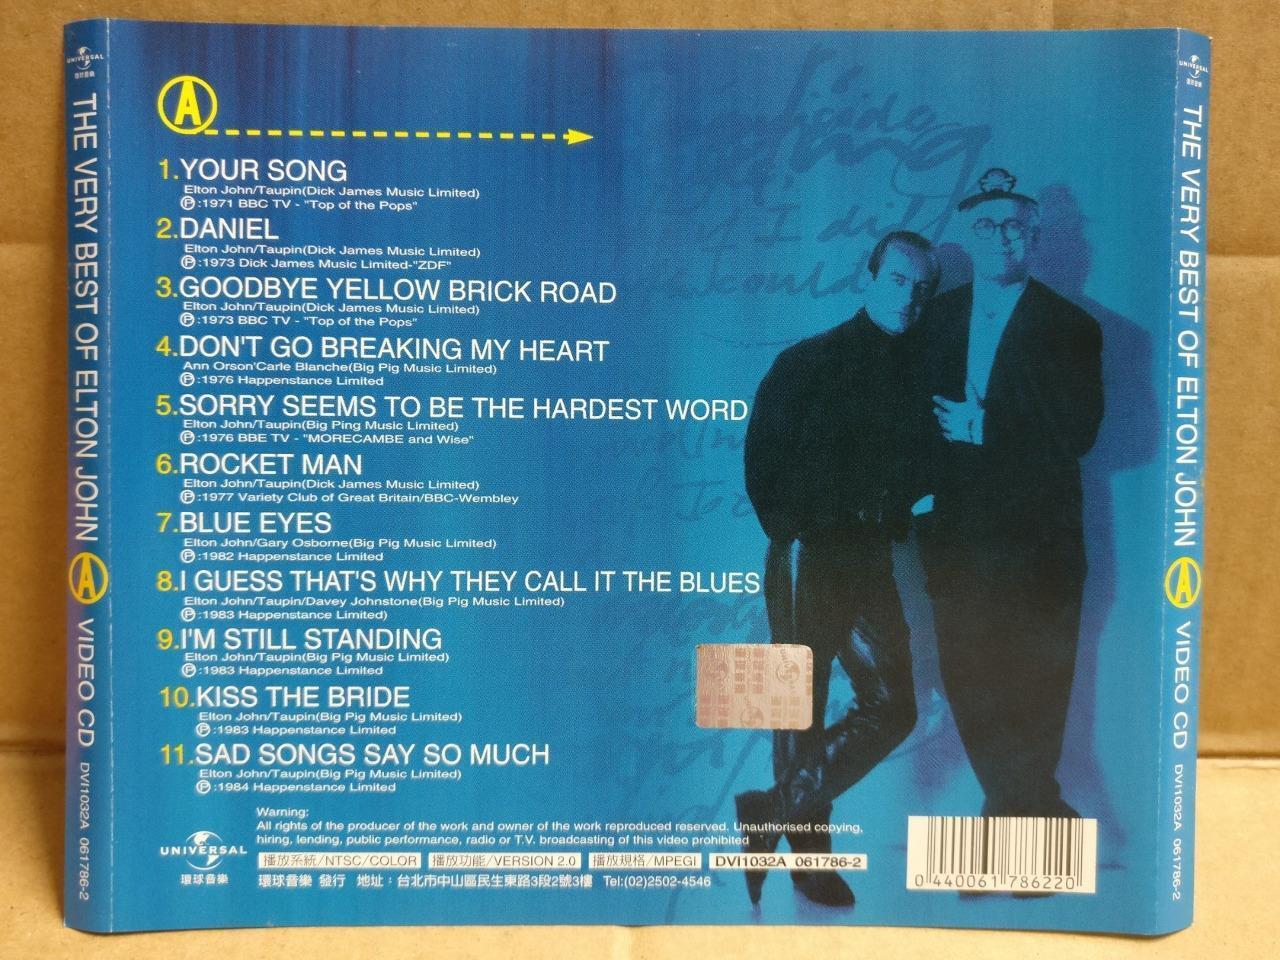 UNIVERSAL
環球音樂
THE VERY BEST OF ELTON JOHN A VIDEO CD DVI1032A 061786-2
A
1.YOUR SONG
Elton John/Taupin(Dick James Music Limited)
Ⓟ:1971 BBC TV - "Top of the Pops"
2.DANIEL
Elton John/Taupin(Dick James Music Limited)
Ⓟ:1973 Dick James Music Limited-"ZDF"
3.GOODBYE YELLOW BRICK ROAD
Elton John/Taupin(Dick James Music Limited)
Ⓟ:1973 BBC TV - "Top of the Pops"
4.DON'T GO BREAKING MY HEART
Ann Orson'Carle Blanche(Big Pig Music Limited)
Ⓟ:1976 Happenstance Limited
5.SORRY SEEMS TO BE THE HARDEST WORD
Elton John/Taupin(Big Ping Music Limited)
Ⓟ:1976 BBE TV - "MORECAMBE and Wise"
6.ROCKET MAN
Elton John/Taupin(Dick James Music Limited)
Ⓟ:1977 Variety Club of Great Britain/BBC-Wembley
7.BLUE EYES
Elton John/Gary Osborne(Big Pig Music Limited)
Ⓟ:1982 Happenstance Limited
8.I GUESS THAT'S WHY THEY CALL IT THE BLUES
Elton John/Taupin/Davey Johnstone(Big Pig Music Limited)
Ⓟ:1983 Happenstance Limited)
9.I'M STILL STANDING
Elton John/Taupin(Big Pig Music Limited)
Ⓟ:1983 Happenstance Limited
10.KISS THE BRIDE
Elton John/Taupin(Big Pig Music Limited)
Ⓟ:1983 Happenstance Limited
11.SAD SONGS SAY SO MUCH
Elton John/Taupin(Big Pig Music Limited)
Ⓟ:1984 Happenstance Limited
Warning:
All rights of the producer of the work and owner of the work reproduced reserved. Unauthorised copying,
hiring, lending, public performance, radio or T.V. broadcasting of this video prohibited
UNIVERSAL
環球音樂
播放系統/NTSC/COLOR 播放功能/VERSION 2.0 播放規格/MPEGI DVI1032A 061786-2
環球音樂 發行 地址：台北市中山區民生東路3段2號3樓 Tel:(02)2502-4546
0 440061 786220
I did
would
UNIVERSAL
環球音樂
THE VERY BEST OF ELTON JOHN A VIDEO CD DVI1032A 061786-2